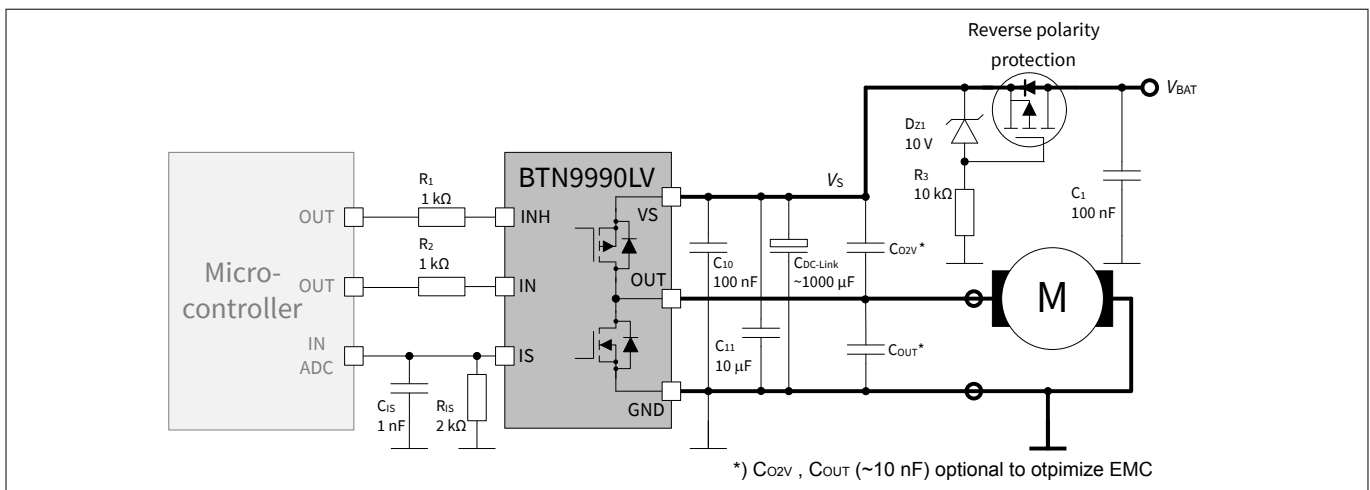 Reverse polarity
protection
VBAT
DZ1
10 V
R3
10 kΩ
C1
100 nF
BTN9990LV
VS
VS
R1
1 kΩ
OUT
INH
R2
1 kΩ
Micro-
controller
OUT
IN
OUT
C10
100 nF
CDC-Link
~1000 µF
CO2V*
M
IN
ADC
IS
C11
10 µF
COUT*
CIS
1 nF
RIS
2 kΩ
GND
*) CO2V , COUT (~10 nF) optional to otpimize EMC